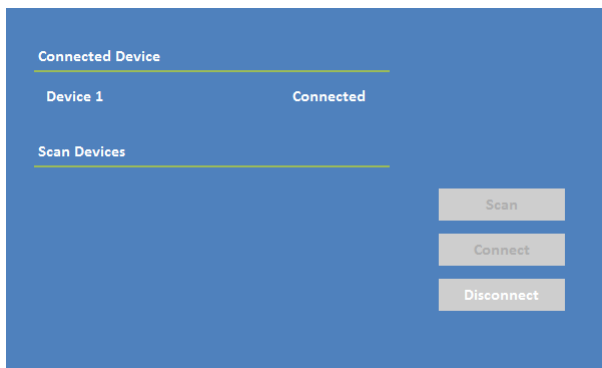 Connected Device
Device 1 Connected
Scan Devices
Scan
Connect
Disconnect